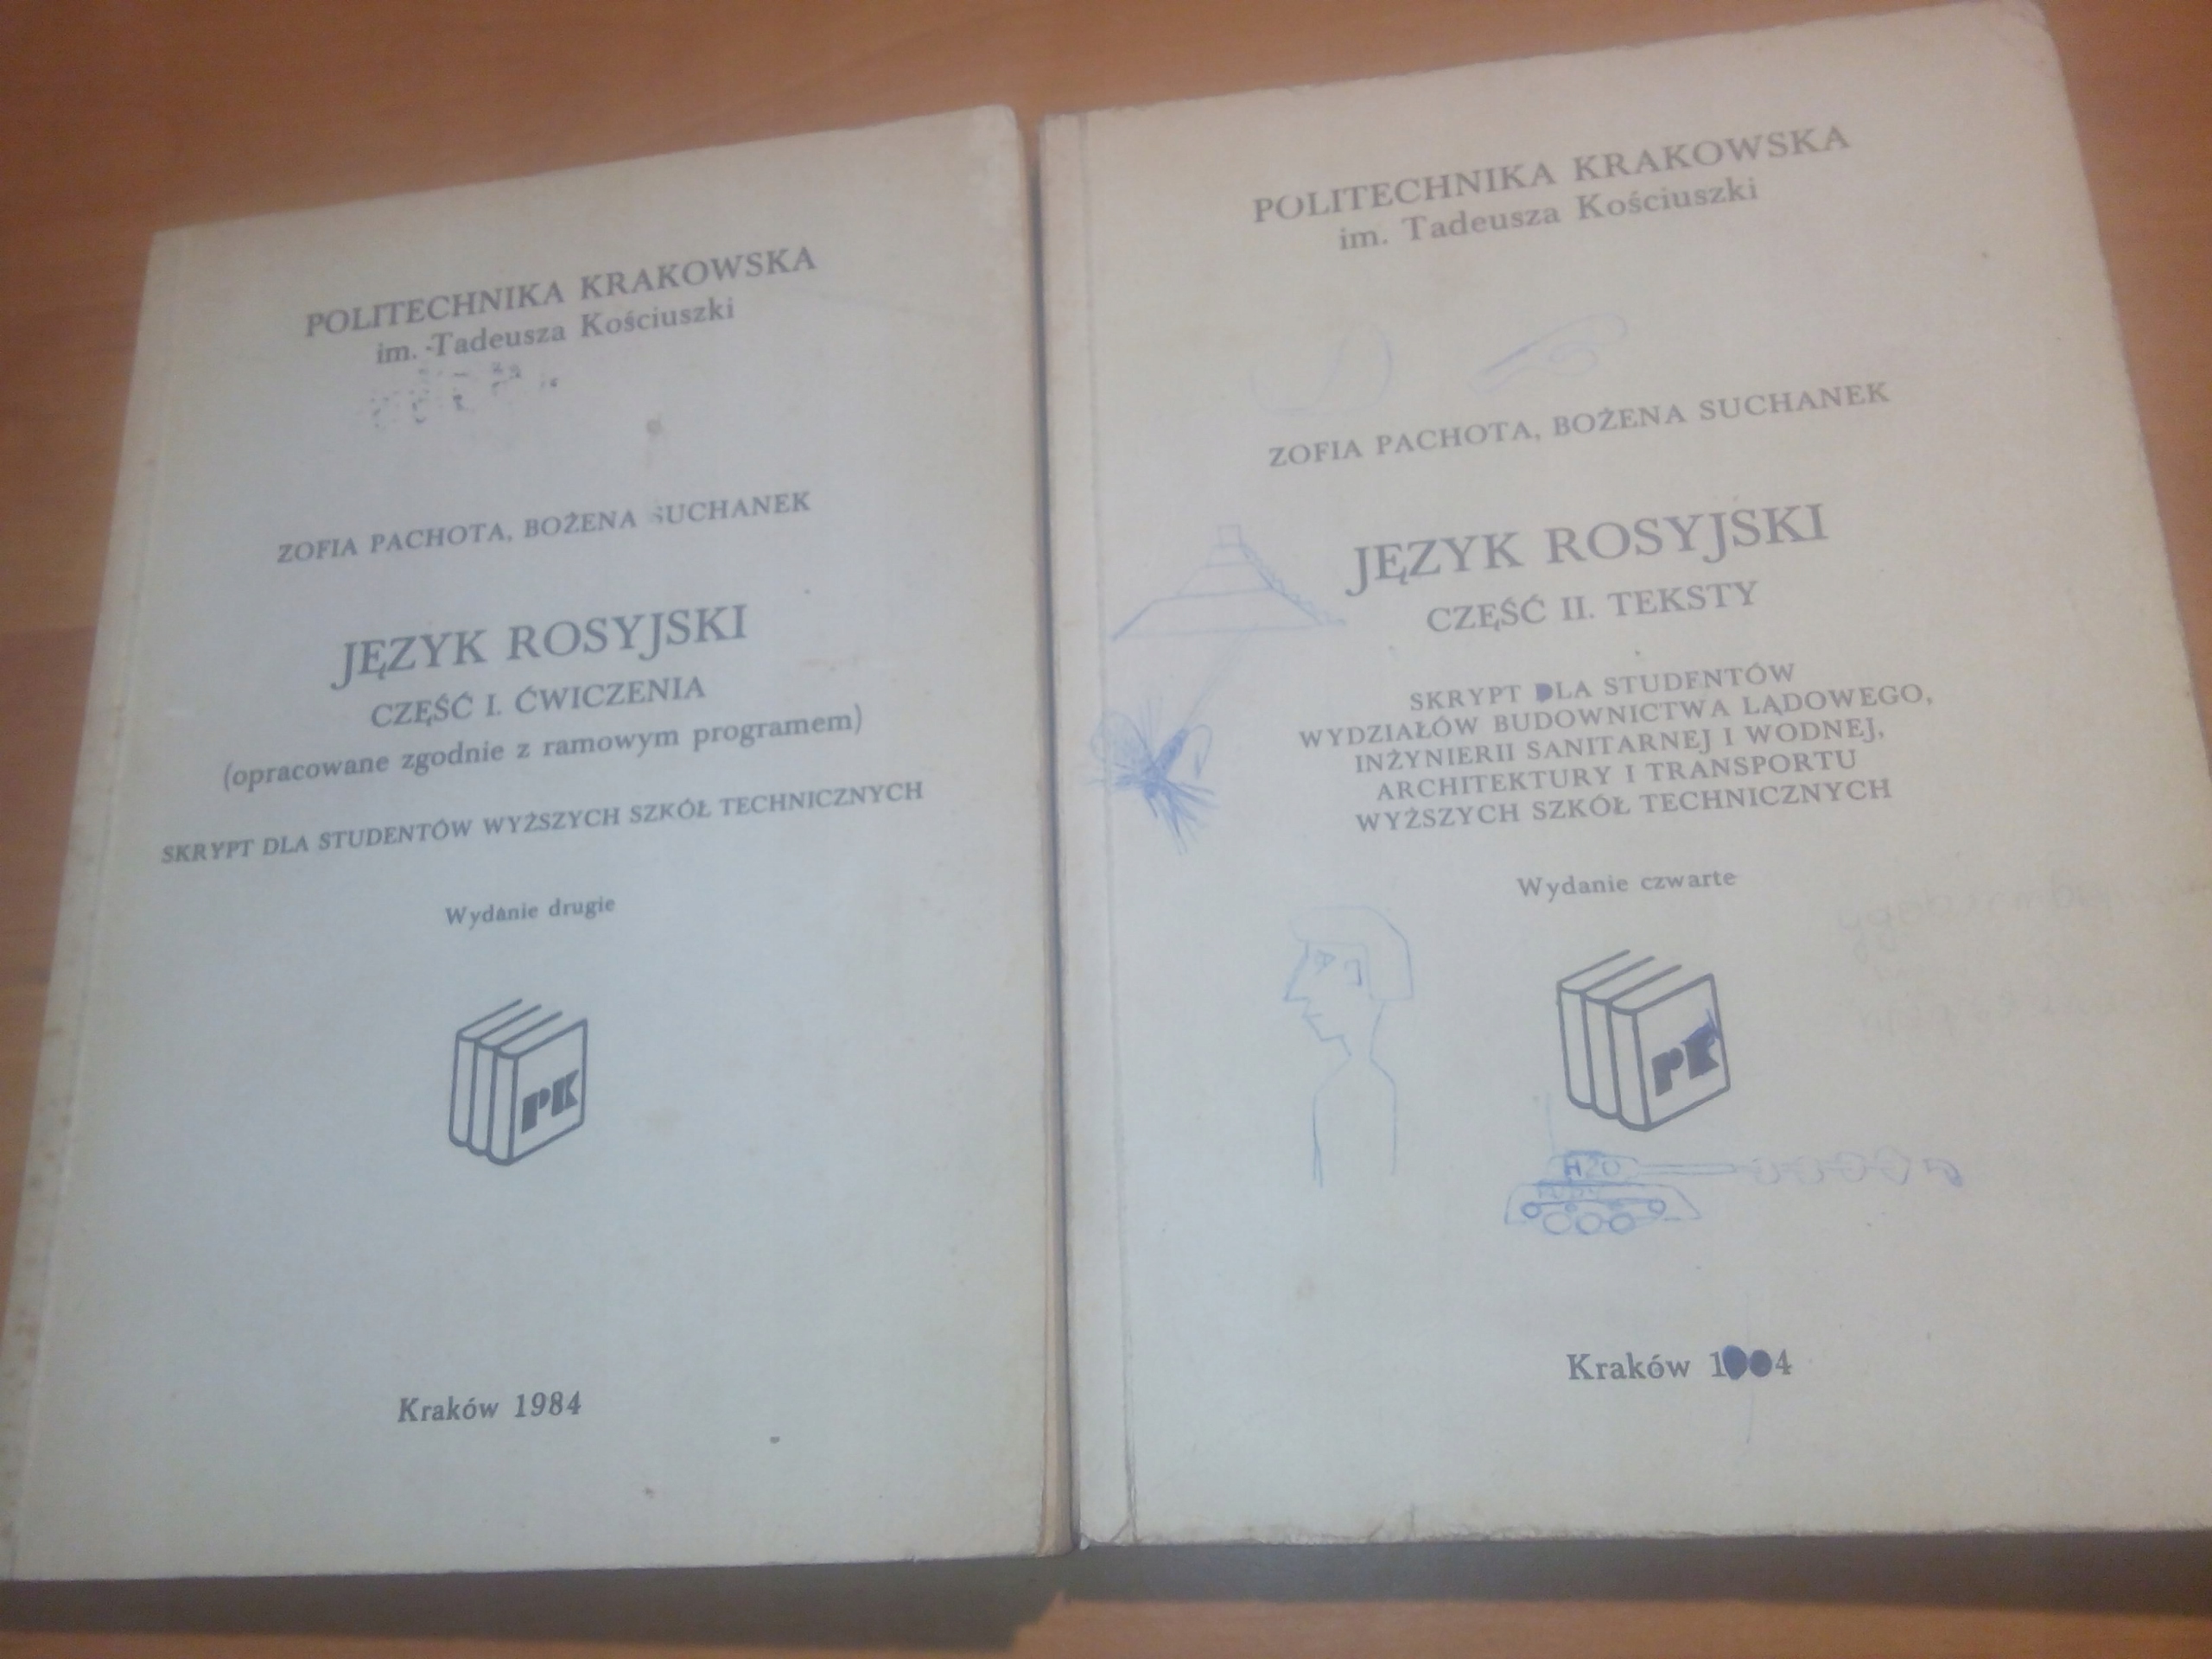 POLITECHNIKA KRAKOWSKA
im. Tadeusza Kościuszki
ZOFIA PACHOTA, BOŻENA SUCHANEK
JĘZYK ROSYJSKI
CZĘŚĆ I. ĆWICZENIA
(opracowane zgodnie z ramowym programem)
SKRYPT DLA STUDENTÓW WYŻSZYCH SZKÓŁ TECHNICZNYCH
Wydanie drugie
PK
Kraków 1984
POLITECHNIKA KRAKOWSKA
im. Tadeusza Kościuszki
ZOFIA PACHOTA, BOŻENA SUCHANEK
JĘZYK ROSYJSKI
CZĘŚĆ II. TEKSTY
SKRYPT DLA STUDENTÓW
WYDZIAŁÓW BUDOWNICTWA LĄDOWEGO,
INŻYNIERII SANITARNEJ I WODNEJ,
ARCHITEKTURY I TRANSPORTU
WYŻSZYCH SZKÓŁ TECHNICZNYCH
Wydanie czwarte
PK
H2O
Kraków